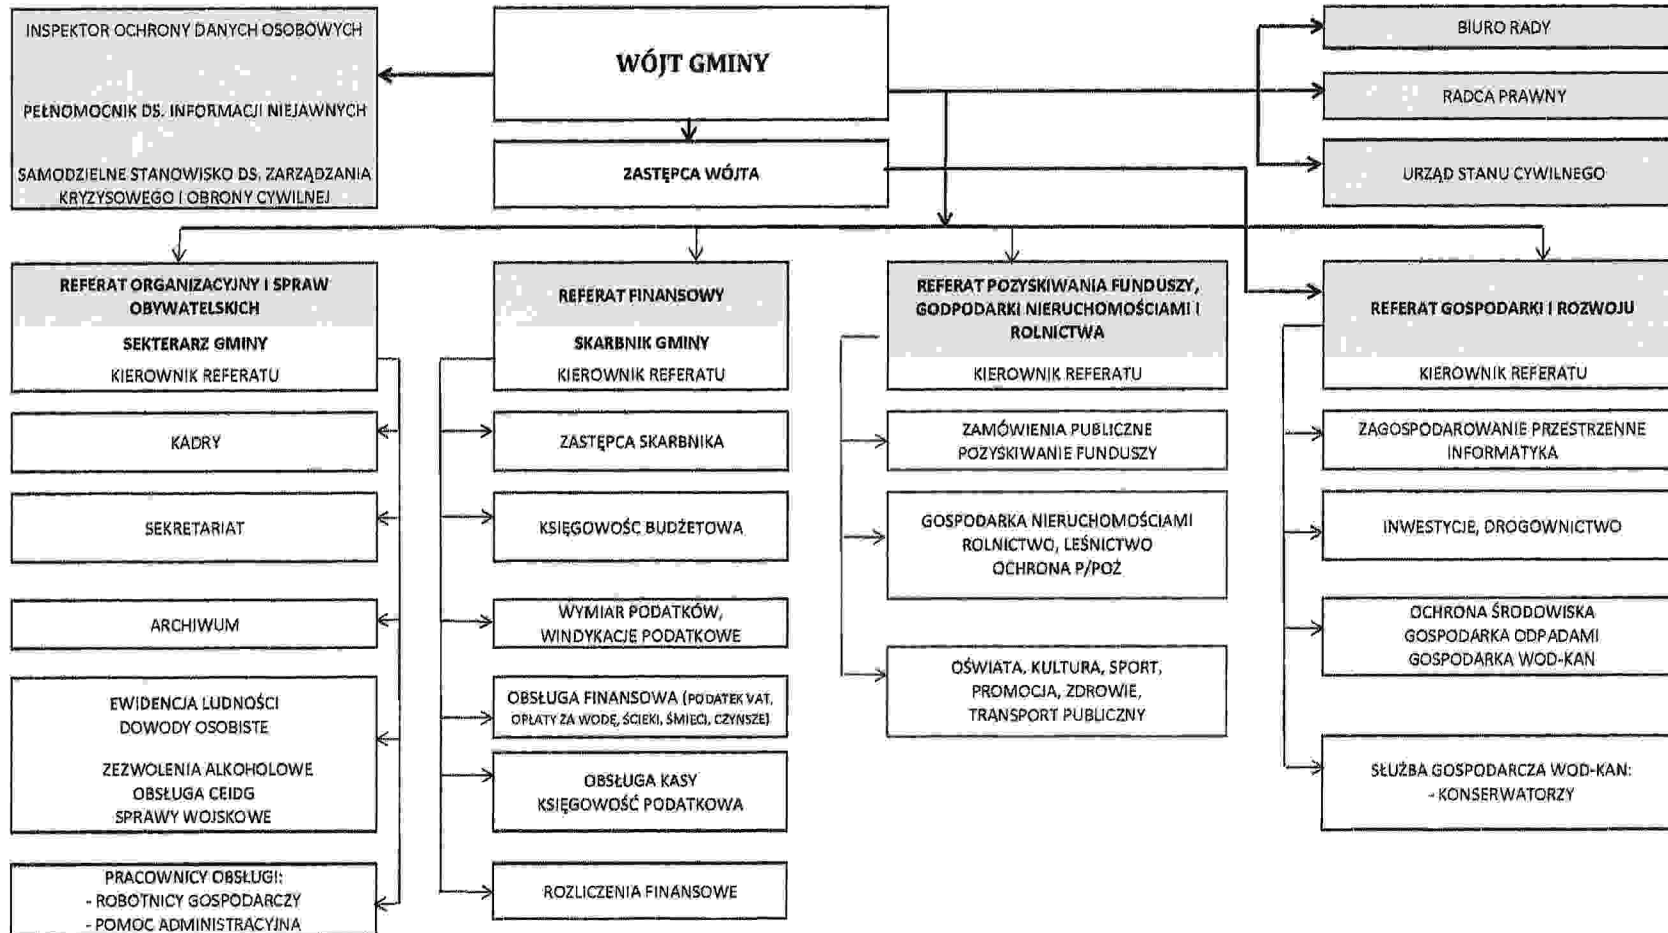 INSPEKTOR OCHRONY DANYCH OSOBOWYCH
PEŁNOMOCNIK DS. INFORMACJI NIEJAWNYCH
SAMODZIELNE STANOWISKO DS. ZARZĄDZANIA
KRYZYSOWEGO I OBRONY CYWILNEJ
WÓJT GMINY
ZASTĘPCA WÓJTA
BIURO RADY
RADCA PRAWNY
URZĄD STANU CYWILNEGO
REFERAT ORGANIZACYJNY I SPRAW
OBYWATELSKICH
SEKTERARZ GMINY
KIEROWNIK REFERATU
KADRY
SEKRETARIAT
ARCHIWUM
EWIDENCJA LUDNOŚCI
DOWODY OSOBISTE
ZEZWOLENIA ALKOHOLOWE
OBSŁUGA CEIDG
SPRAWY WOJSKOWE
PRACOWNICY OBSŁUGI:
- ROBOTNICY GOSPODARCZY
- POMOC ADMINISTRACYJNA
REFERAT FINANSOWY
SKARBNIK GMINY
KIEROWNIK REFERATU
ZASTĘPCA SKARBNIKA
KSIĘGOWOŚC BUDŻETOWA
WYMIAR PODATKÓW,
WINDYKACJE PODATKOWE
OBSŁUGA FINANSOWA (PODATEK VAT,
OPŁATY ZA WODĘ, ŚCIEKI, ŚMIECI, CZYNSZE)
OBSŁUGA KASY
KSIĘGOWOŚĆ PODATKOWA
ROZLICZENIA FINANSOWE
REFERAT POZYSKIWANIA FUNDUSZY,
GODPODARKI NIERUCHOMOŚCIAMI I
ROLNICTWA
KIEROWNIK REFERATU
ZAMÓWIENIA PUBLICZNE
POZYSKIWANIE FUNDUSZY
GOSPODARKA NIERUCHOMOŚCIAMI
ROLNICTWO, LEŚNICTWO
OCHRONA P/POŻ
OŚWIATA, KULTURA, SPORT,
PROMOCJA, ZDROWIE,
TRANSPORT PUBLICZNY
REFERAT GOSPODARKI I ROZWOJU
KIEROWNIK REFERATU
ZAGOSPODAROWANIE PRZESTRZENNE
INFORMATYKA
INWESTYCJE, DROGOWNICTWO
OCHRONA ŚRODOWISKA
GOSPODARKA ODPADAMI
GOSPODARKA WOD-KAN
SŁUŻBA GOSPODARCZA WOD-KAN:
- KONSERWATORZY